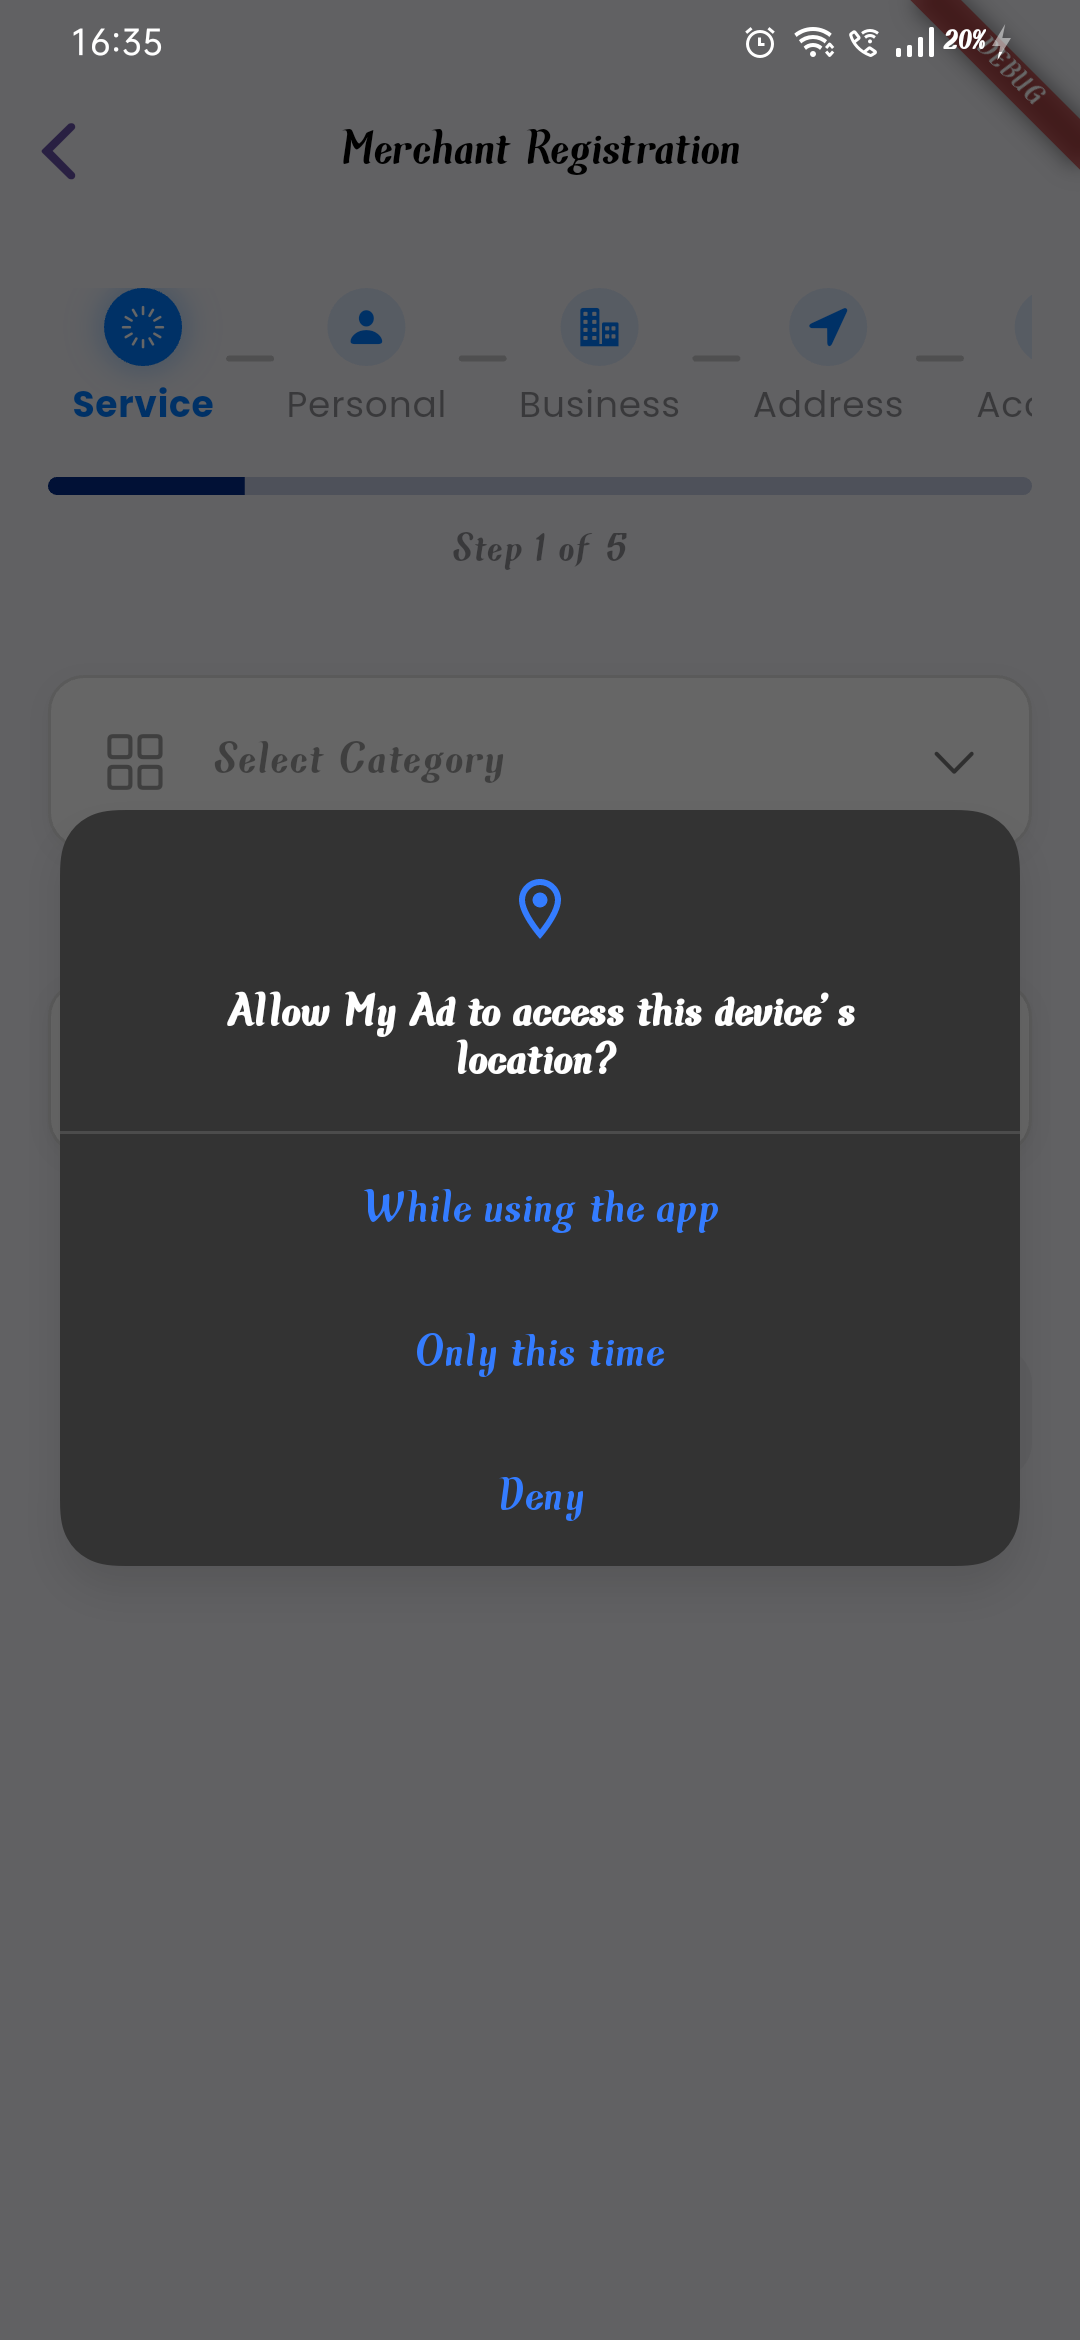 16:35
20%
DEBUG
Merchant Registration
Service Personal Business Address Acc
Step 1 of 5
Select Category
Allow My Ad to access this device's
location?
While using the app
Only this time
Deny